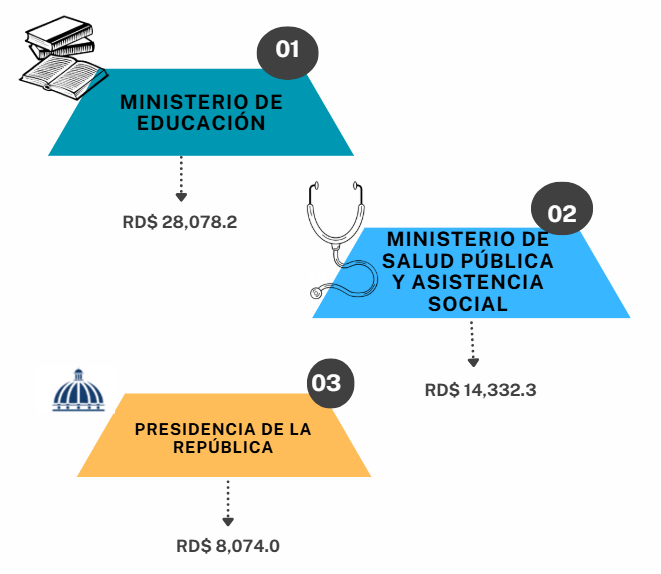 01
MINISTERIO DE
EDUCACIÓN
RD$ 28,078.2
02
MINISTERIO DE
SALUD PÚBLICA
Y ASISTENCIA
SOCIAL
RD$ 14,332.3
03
PRESIDENCIA DE LA
REPÚBLICA
RD$ 8,074.0